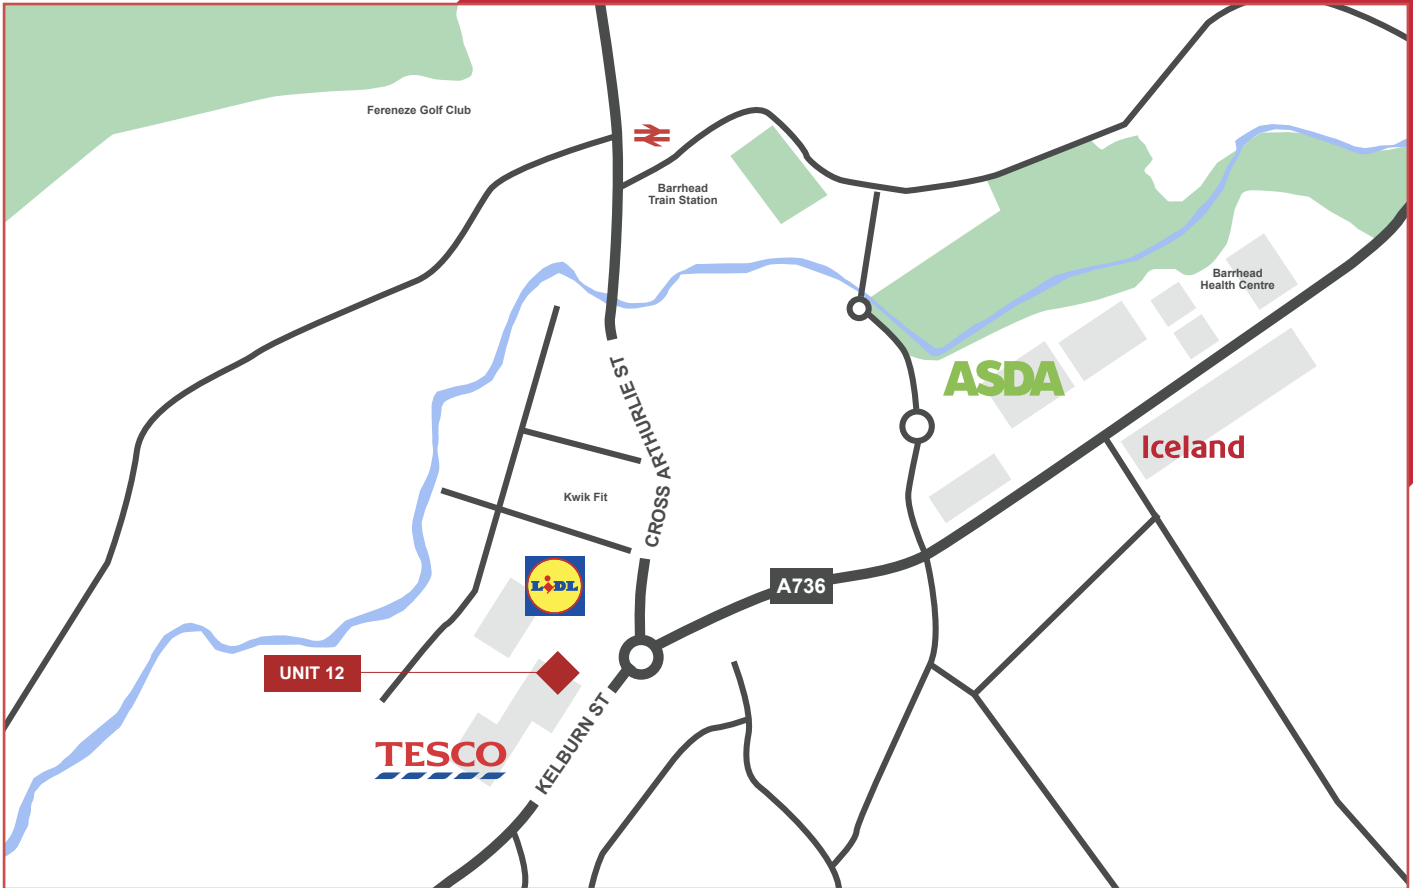 Fereneze Golf Club
Barrhead
Train Station
Barrhead
Health Centre
CROSS ARTHURLIE ST
ASDA
Iceland
Kwik Fit
LIDL
A736
UNIT 12
KELBURN ST
TESCO